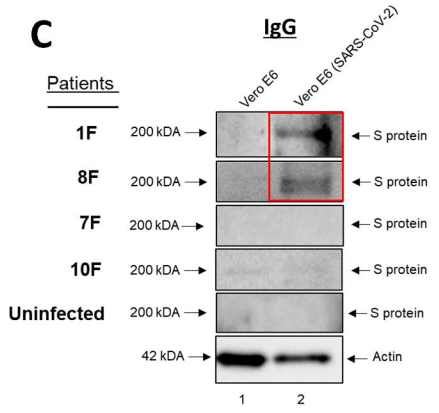 C
IgG
Patients
Vero E6
Vero E6 (SARS-CoV-2)
1F 200 kDA S protein
8F 200 kDA S protein
7F 200 kDA S protein
10F 200 kDA S protein
Uninfected 200 kDA S protein
42 kDA Actin
1 2